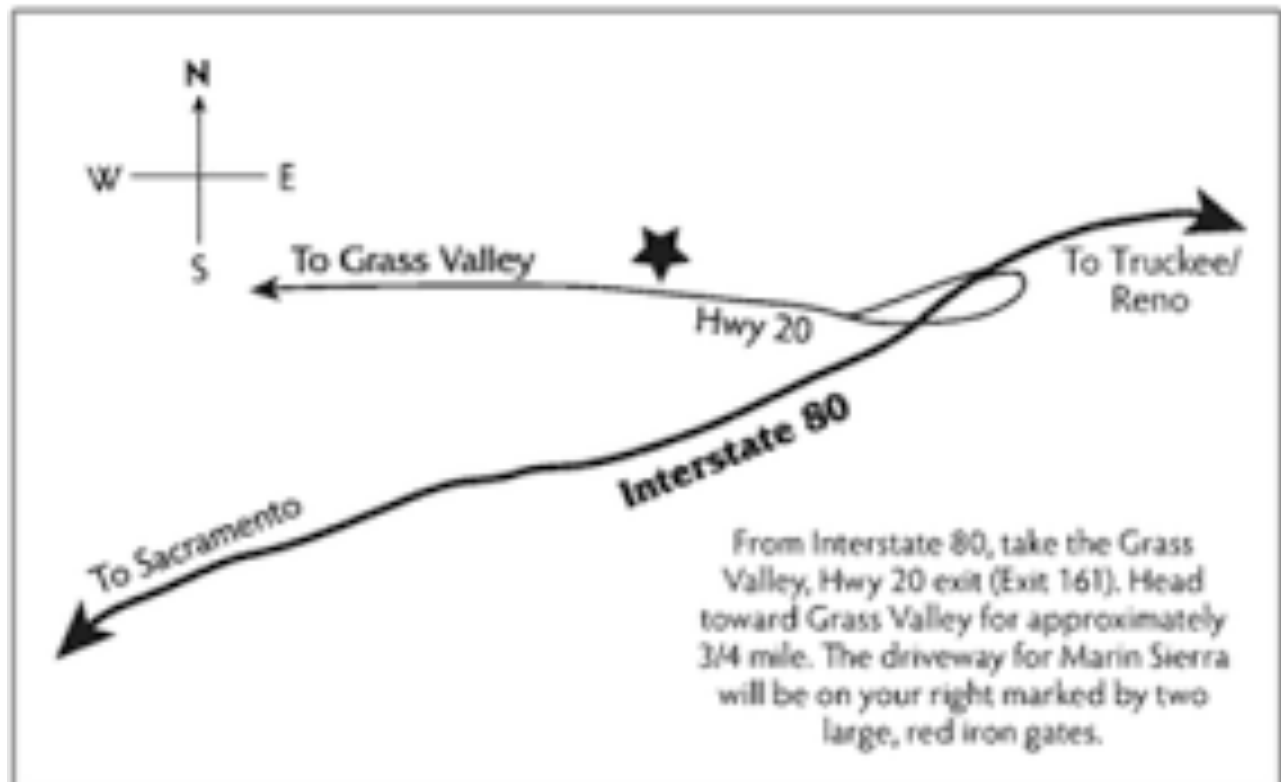 N
W
E
S
To Grass Valley
To Truckee/
Reno
Hwy 20
Interstate 80
To Sacramento
From Interstate 80, take the Grass
Valley, Hwy 20 exit (Exit 161). Head
toward Grass Valley for approximately
3/4 mile. The driveway for Marin Sierra
will be on your right marked by two
large, red iron gates.